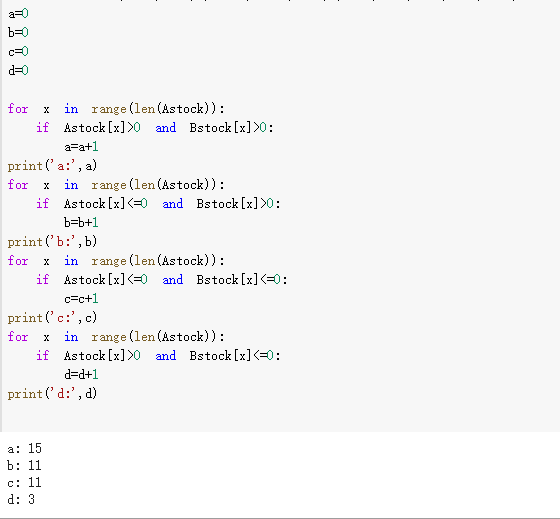 a=0
b=0
c=0
d=0
for x in range(len(Astock)):
if Astock[x]>0 and Bstock[x]>0:
a=a+1
print('a:',a)
for x in range(len(Astock)):
if Astock[x]<=0 and Bstock[x]>0:
b=b+1
print('b:',b)
for x in range(len(Astock)):
if Astock[x]<=0 and Bstock[x]<=0:
c=c+1
print('c:',c)
for x in range(len(Astock)):
if Astock[x]>0 and Bstock[x]<=0:
d=d+1
print('d:',d)
a: 15
b: 11
c: 11
d: 3